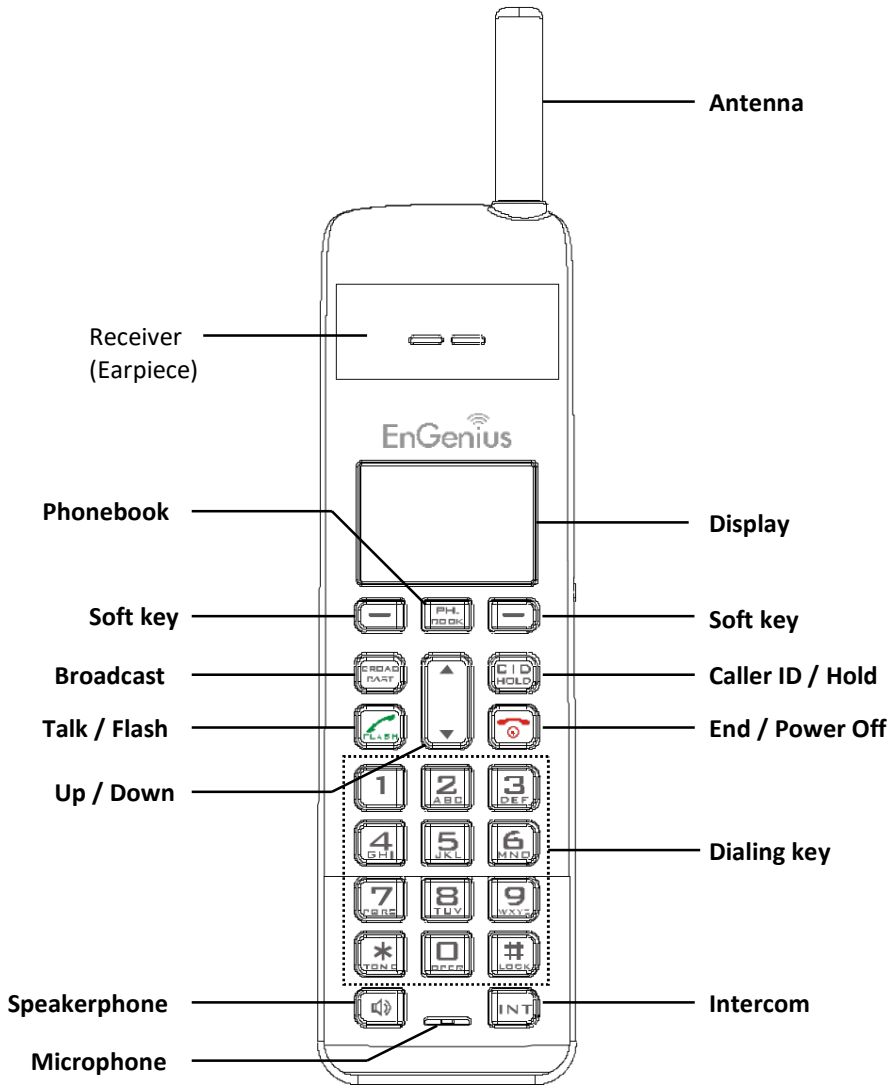 Antenna
Receiver
(Earpiece)
EnGenius
Phonebook
Display
Soft key
PH.
BOOK
Soft key
Broadcast
BROAD
CAST
CID
HOLD
Caller ID / Hold
Talk / Flash
FLASH
End / Power Off
Up / Down
1
2
ABC
3
DEF
4
GHI
5
JKL
6
MNO
Dialing key
7
PQRS
8
TUV
9
WXYZ
*
TONE
0
OPER
#
LOCK
Speakerphone
INT
Intercom
Microphone